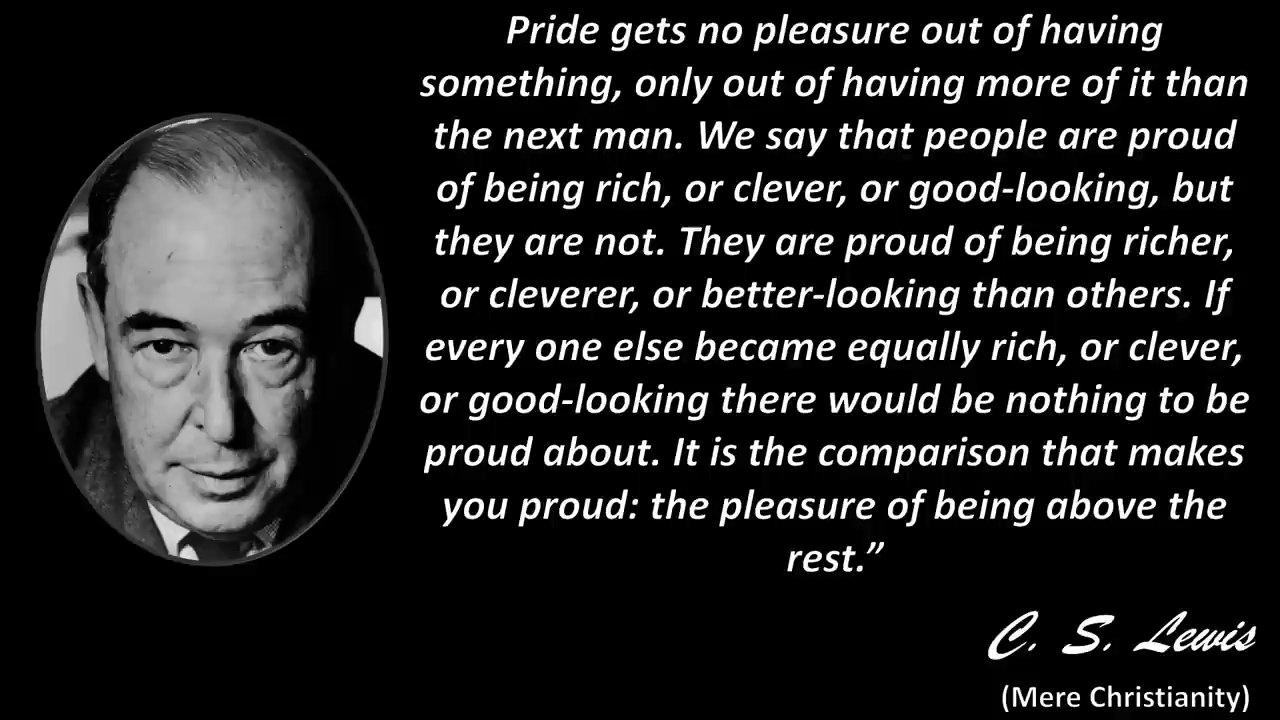 Pride gets no pleasure out of having
something, only out of having more of it than
the next man. We say that people are proud
of being rich, or clever, or good-looking, but
they are not. They are proud of being richer,
or cleverer, or better-looking than others. If
every one else became equally rich, or clever,
or good-looking there would be nothing to be
proud about. It is the comparison that makes
you proud: the pleasure of being above the
rest.”
C. S. Lewis
(Mere Christianity)